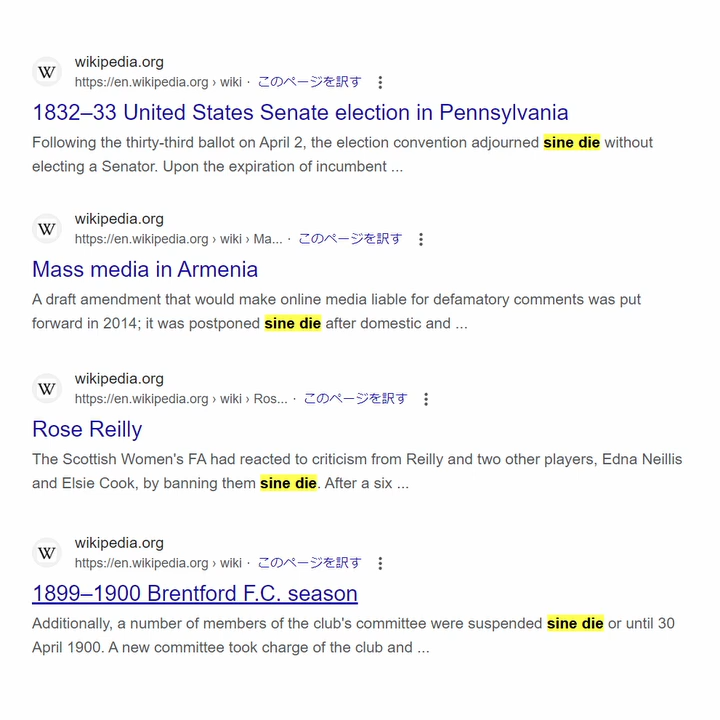 W
wikipedia.org
https://en.wikipedia.org › wiki · このページを訳す
1832–33 United States Senate election in Pennsylvania
Following the thirty-third ballot on April 2, the election convention adjourned sine die without
electing a Senator. Upon the expiration of incumbent ...
W
wikipedia.org
https://en.wikipedia.org › wiki › Ma... · このページを訳す
Mass media in Armenia
A draft amendment that would make online media liable for defamatory comments was put
forward in 2014; it was postponed sine die after domestic and ...
W
wikipedia.org
https://en.wikipedia.org › wiki › Ros... · このページを訳す
Rose Reilly
The Scottish Women's FA had reacted to criticism from Reilly and two other players, Edna Neillis
and Elsie Cook, by banning them sine die. After a six ...
W
wikipedia.org
https://en.wikipedia.org › wiki · このページを訳す
1899–1900 Brentford F.C. season
Additionally, a number of members of the club's committee were suspended sine die or until 30
April 1900. A new committee took charge of the club and ...